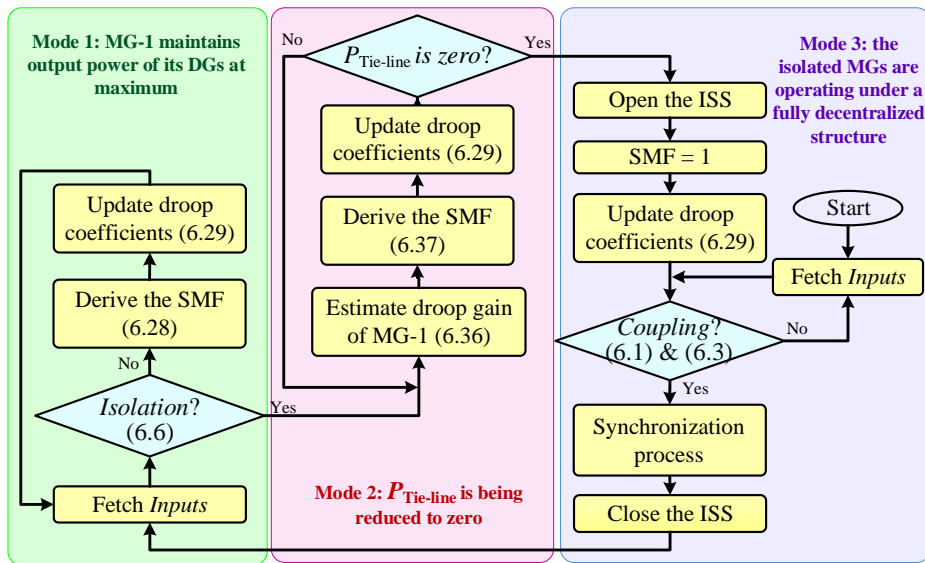 Mode 1: MG-1 maintains
output power of its DGs at
maximum
Update droop
coefficients (6.29)
Derive the SMF
(6.28)
No
Isolation?
(6.6)
Yes
Fetch Inputs
No
P Tie-line is zero?
Yes
Update droop
coefficients (6.29)
Derive the SMF
(6.37)
Estimate droop gain
of MG-1 (6.36)
Mode 2: P Tie-line is being
reduced to zero
Mode 3: the
isolated MGs are
operating under a
fully decentralized
structure
Open the ISS
SMF = 1
Update droop
coefficients (6.29)
Start
Fetch Inputs
Coupling?
(6.1) & (6.3)
No
Yes
Synchronization
process
Close the ISS